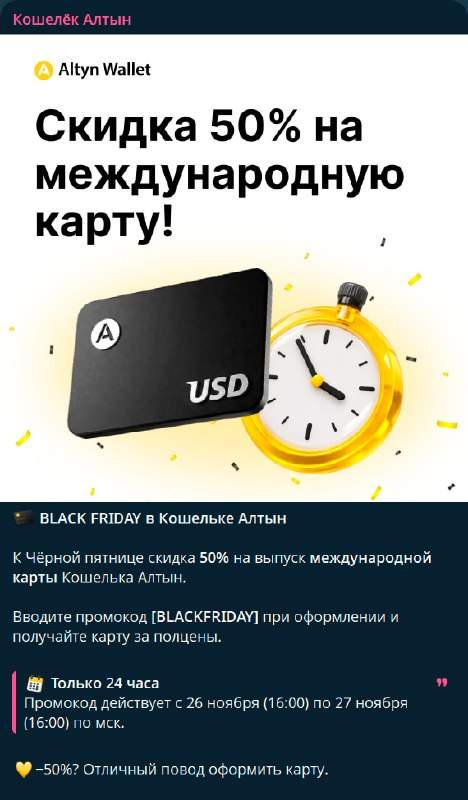 Кошелёк Алтын
A Altyn Wallet
Скидка 50% на
международную
карту!
A
USD
BLACK FRIDAY в Кошельке Алтын
К Чёрной пятнице скидка 50% на выпуск международной
карты Кошелька Алтын.
Вводите промокод [BLACKFRIDAY] при оформлении и
получайте карту за полцены.
Только 24 часа
Промокод действует с 26 ноября (16:00) по 27 ноября
(16:00) по мск.
💛 −50%? Отличный повод оформить карту.